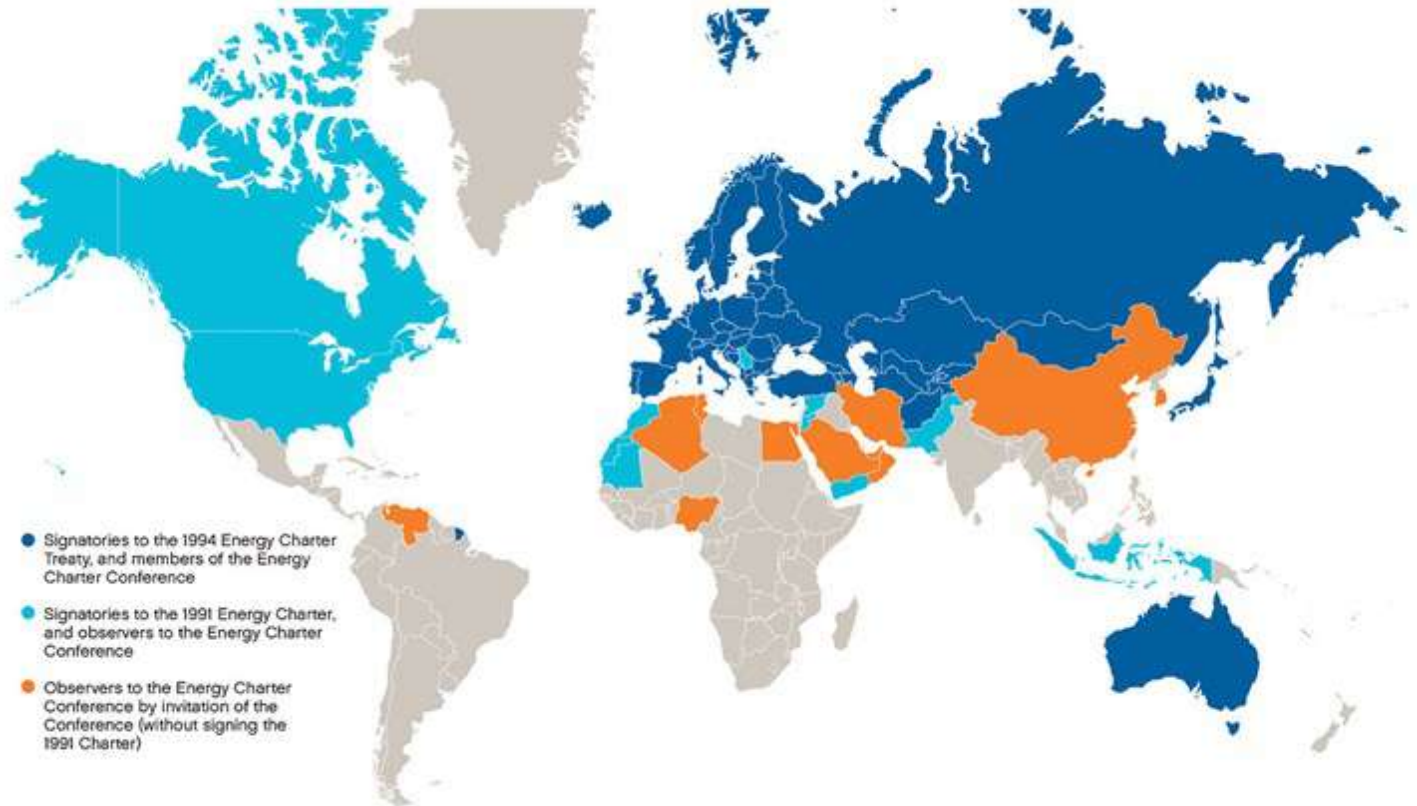 Signatories to the 1994 Energy Charter
Treaty, and members of the Energy
Charter Conference
Signatories to the 1991 Energy Charter,
and observers to the Energy Charter
Conference
Observers to the Energy Charter
Conference by invitation of the
Conference (without signing the
1991 Charter)